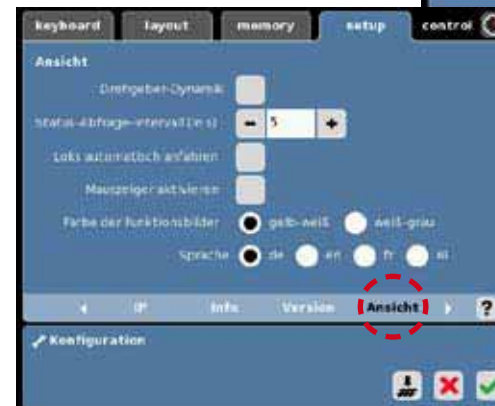 keyboard layout memory setup control
Ansicht
Drehgeber-Dynamik
Status-Abfrage-Intervall (in s) - 5 +
Loks automatisch anfahren
Mauszeiger aktivieren
Farbe der Funktionsbilder gelb-weiß weiß-grau
Sprache de en fr nl
IP Info Version Ansicht ?
Konfiguration